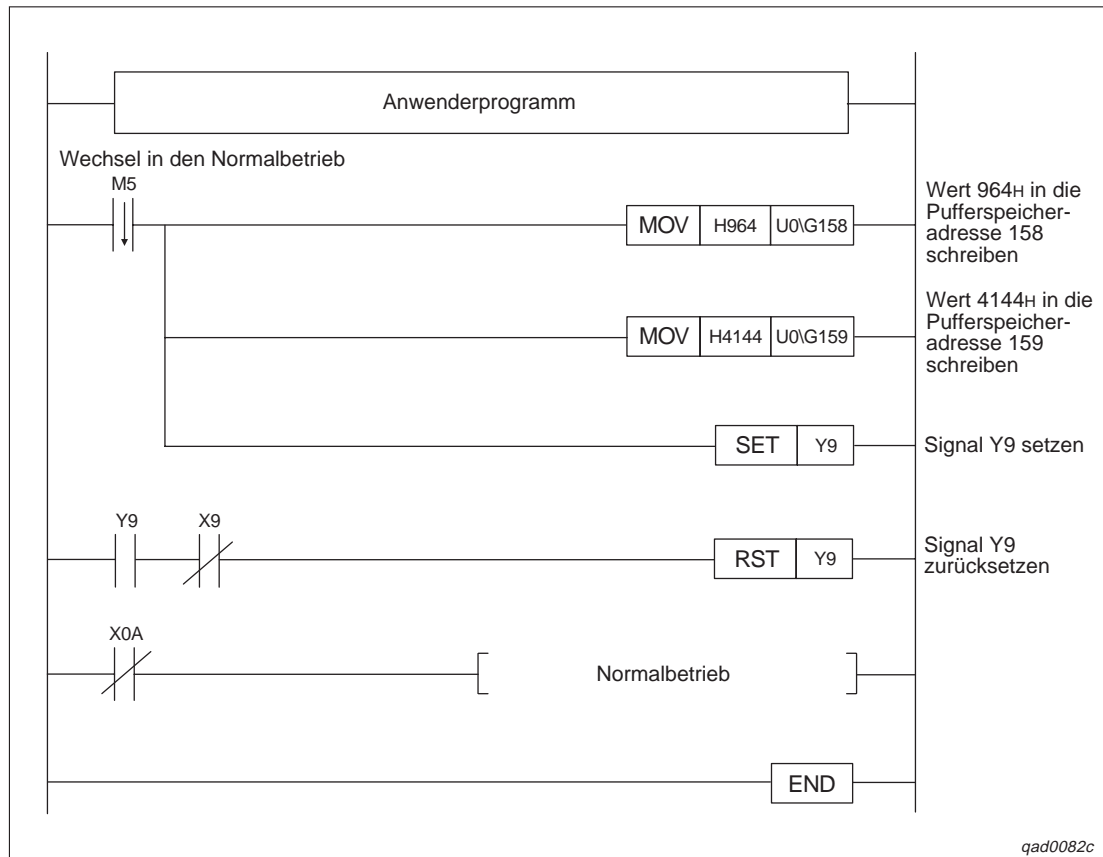 Anwenderprogramm
Wechsel in den Normalbetrieb
M5
MOV H964 U0\G158
Wert 964H in die
Pufferspeicher-
adresse 158
schreiben
MOV H4144 U0\G159
Wert 4144H in die
Pufferspeicher-
adresse 159
schreiben
SET Y9
Signal Y9 setzen
Y9 X9
RST Y9
Signal Y9
zurücksetzen
X0A
Normalbetrieb
END
qad0082c